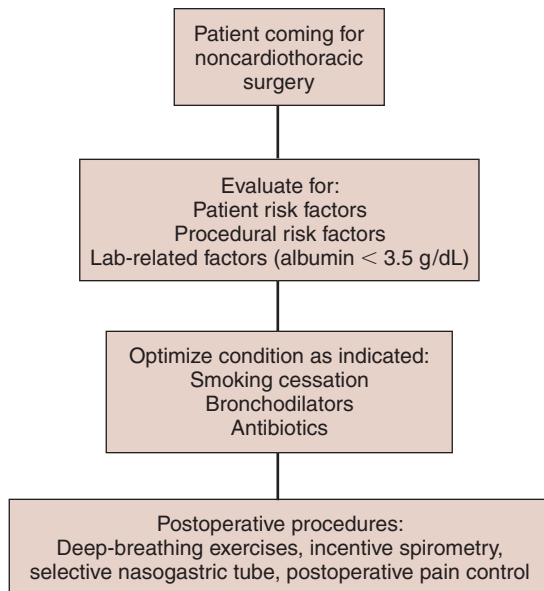 Patient coming for
noncardiothoracic
surgery
Evaluate for:
Patient risk factors
Procedural risk factors
Lab-related factors (albumin < 3.5 g/dL)
Optimize condition as indicated:
Smoking cessation
Bronchodilators
Antibiotics
Postoperative procedures:
Deep-breathing exercises, incentive spirometry,
selective nasogastric tube, postoperative pain control